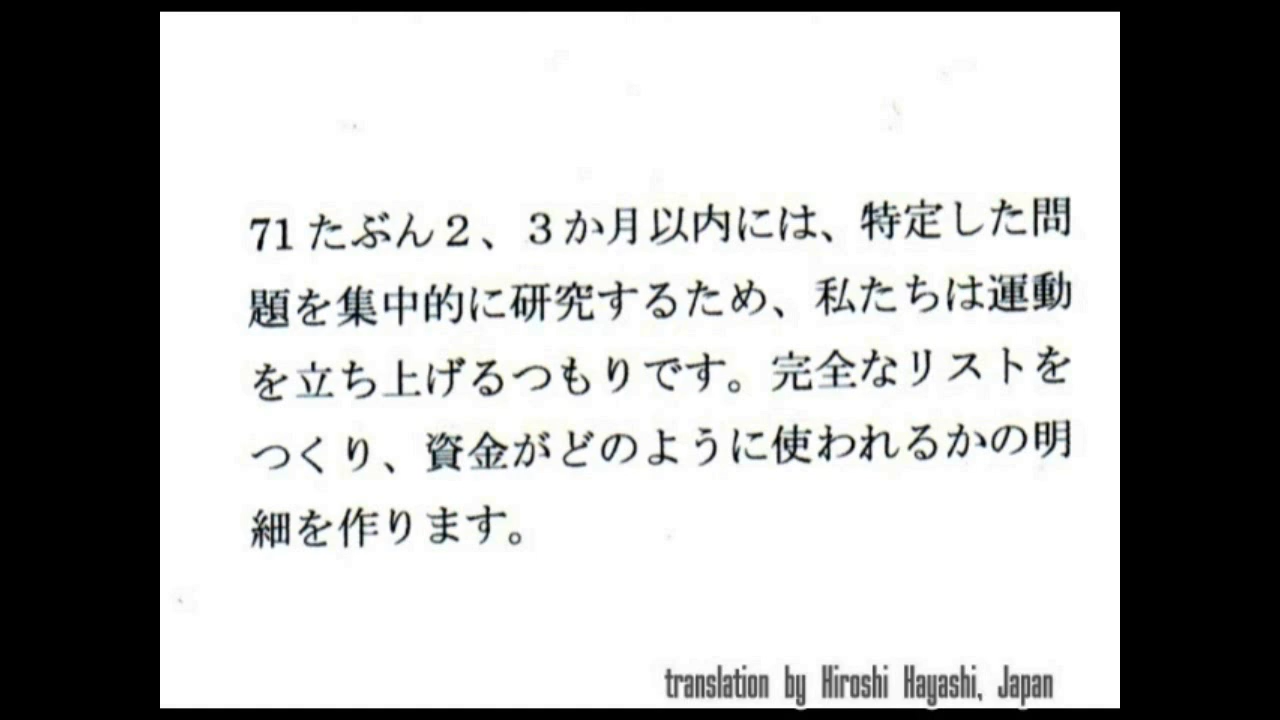 71たぶん２、３か月以内には、特定した問
題を集中的に研究するため、私たちは運動
を立ち上げるつもりです。完全なリストを
つくり、資金がどのように使われるかの明
細を作ります。
translation by Hiroshi Hayashi, Japan